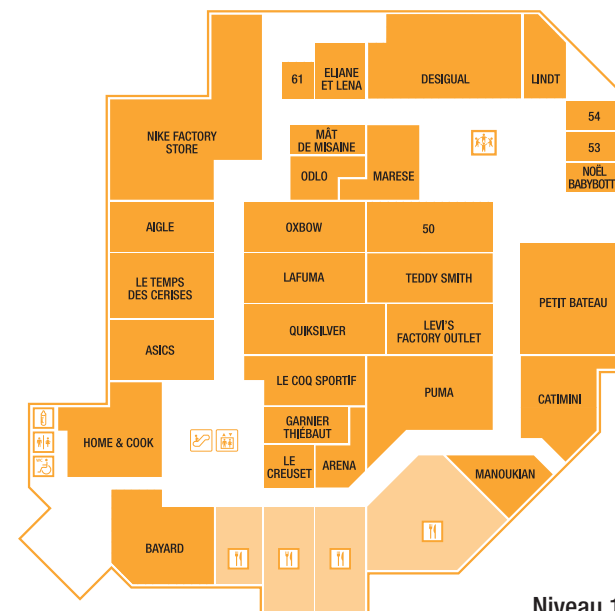 61
ELIANE
ET LENA
DESIGUAL
LINDT
54
53
NOËL
BABYBOTT
NIKE FACTORY
STORE
MÂT
DE MISAINE
ODLO
MARESE
AIGLE
OXBOW
50
LE TEMPS
DES CERISES
LAFUMA
TEDDY SMITH
PETIT BATEAU
ASICS
QUIKSILVER
LEVI'S
FACTORY OUTLET
LE COQ SPORTIF
PUMA
CATIMINI
HOME & COOK
GARNIER
THIÉBAUT
LE
CREUSET
ARENA
MANOUKIAN
BAYARD
Niveau 1